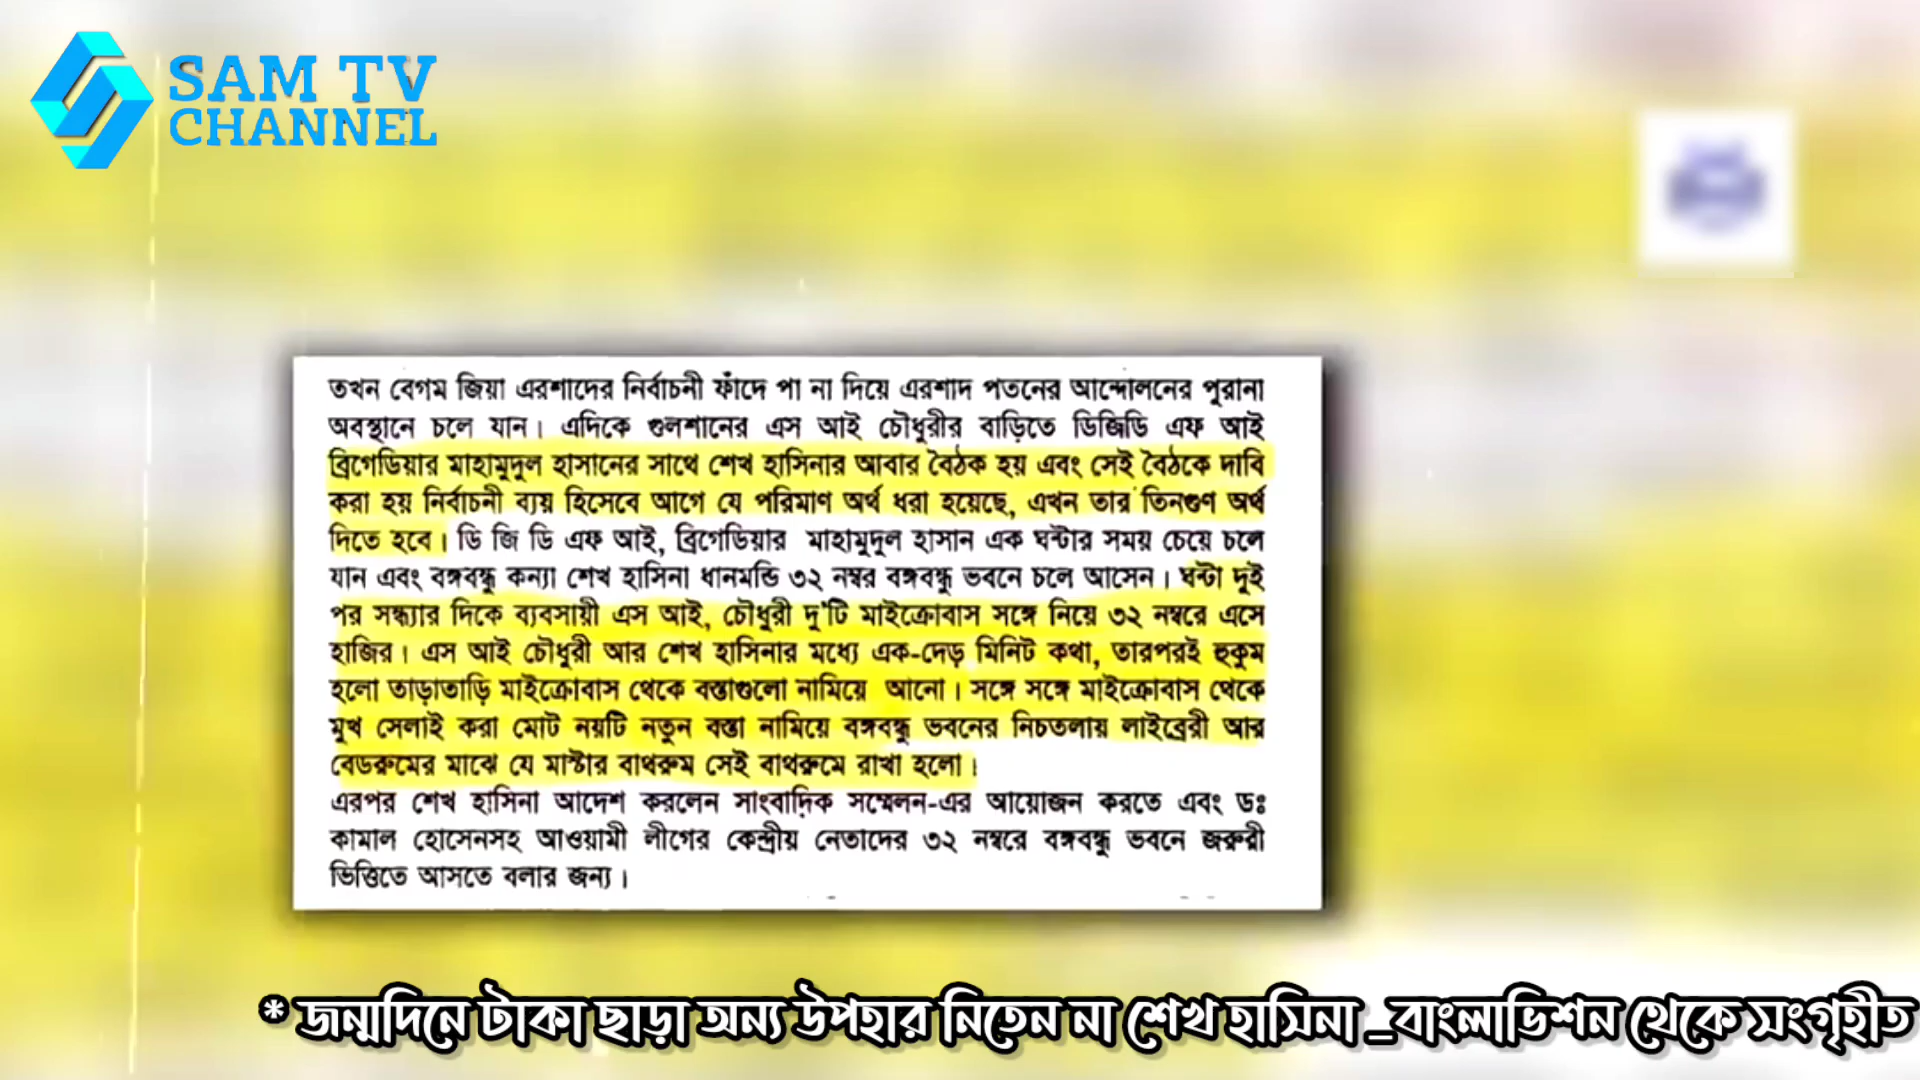 SAM TV
CHANNEL
তখন বেগম জিয়া এরশাদের নির্বাচনী ফাঁদে পা না দিয়ে এরশাদ পতনের আন্দোলনের পুরানা
অবস্থানে চলে যান। এদিকে গুলশানের এস আই চৌধুরীর বাড়িতে ডিজিডি এফ আই
ব্রিগেডিয়ার মাহামুদুল হাসানের সাথে শেখ হাসিনার আবার বৈঠক হয় এবং সেই বৈঠকে দাবি
করা হয় নির্বাচনী ব্যয় হিসেবে আগে যে পরিমাণ অর্থ ধরা হয়েছে, এখন তার তিনগুণ অর্থ
দিতে হবে। ডি জি ডি এফ আই, ব্রিগেডিয়ার মাহামুদুল হাসান এক ঘন্টার সময় চেয়ে চলে
যান এবং বঙ্গবন্ধু কন্যা শেখ হাসিনা ধানমন্ডি ৩২ নম্বর বঙ্গবন্ধু ভবনে চলে আসেন। ঘন্টা দুই
পর সন্ধ্যার দিকে ব্যবসায়ী এস আই, চৌধুরী দু'টি মাইক্রোবাস সঙ্গে নিয়ে ৩২ নম্বরে এসে
হাজির। এস আই চৌধুরী আর শেখ হাসিনার মধ্যে এক-দেড় মিনিট কথা, তারপরই হুকুম
হলো তাড়াতাড়ি মাইক্রোবাস থেকে বস্তাগুলো নামিয়ে আনো। সঙ্গে সঙ্গে মাইক্রোবাস থেকে
মুখ সেলাই করা মোট নয়টি নতুন বস্তা নামিয়ে বঙ্গবন্ধু ভবনের নিচতলায় লাইব্রেরী আর
বেডরুমের মাঝে যে মাস্টার বাথরুম সেই বাথরুমে রাখা হলো।
এরপর শেখ হাসিনা আদেশ করলেন সাংবাদিক সম্মেলন-এর আয়োজন করতে এবং ডঃ
কামাল হোসেনসহ আওয়ামী লীগের কেন্দ্রীয় নেতাদের ৩২ নম্বরে বঙ্গবন্ধু ভবনে জরুরী
ভিত্তিতে আসতে বলার জন্য।
* জন্মদিনে টাকা ছাড়া অন্য উপহার নিতেন না শেখ হাসিনা _বাংলাভিশন থেকে সংগৃহীত